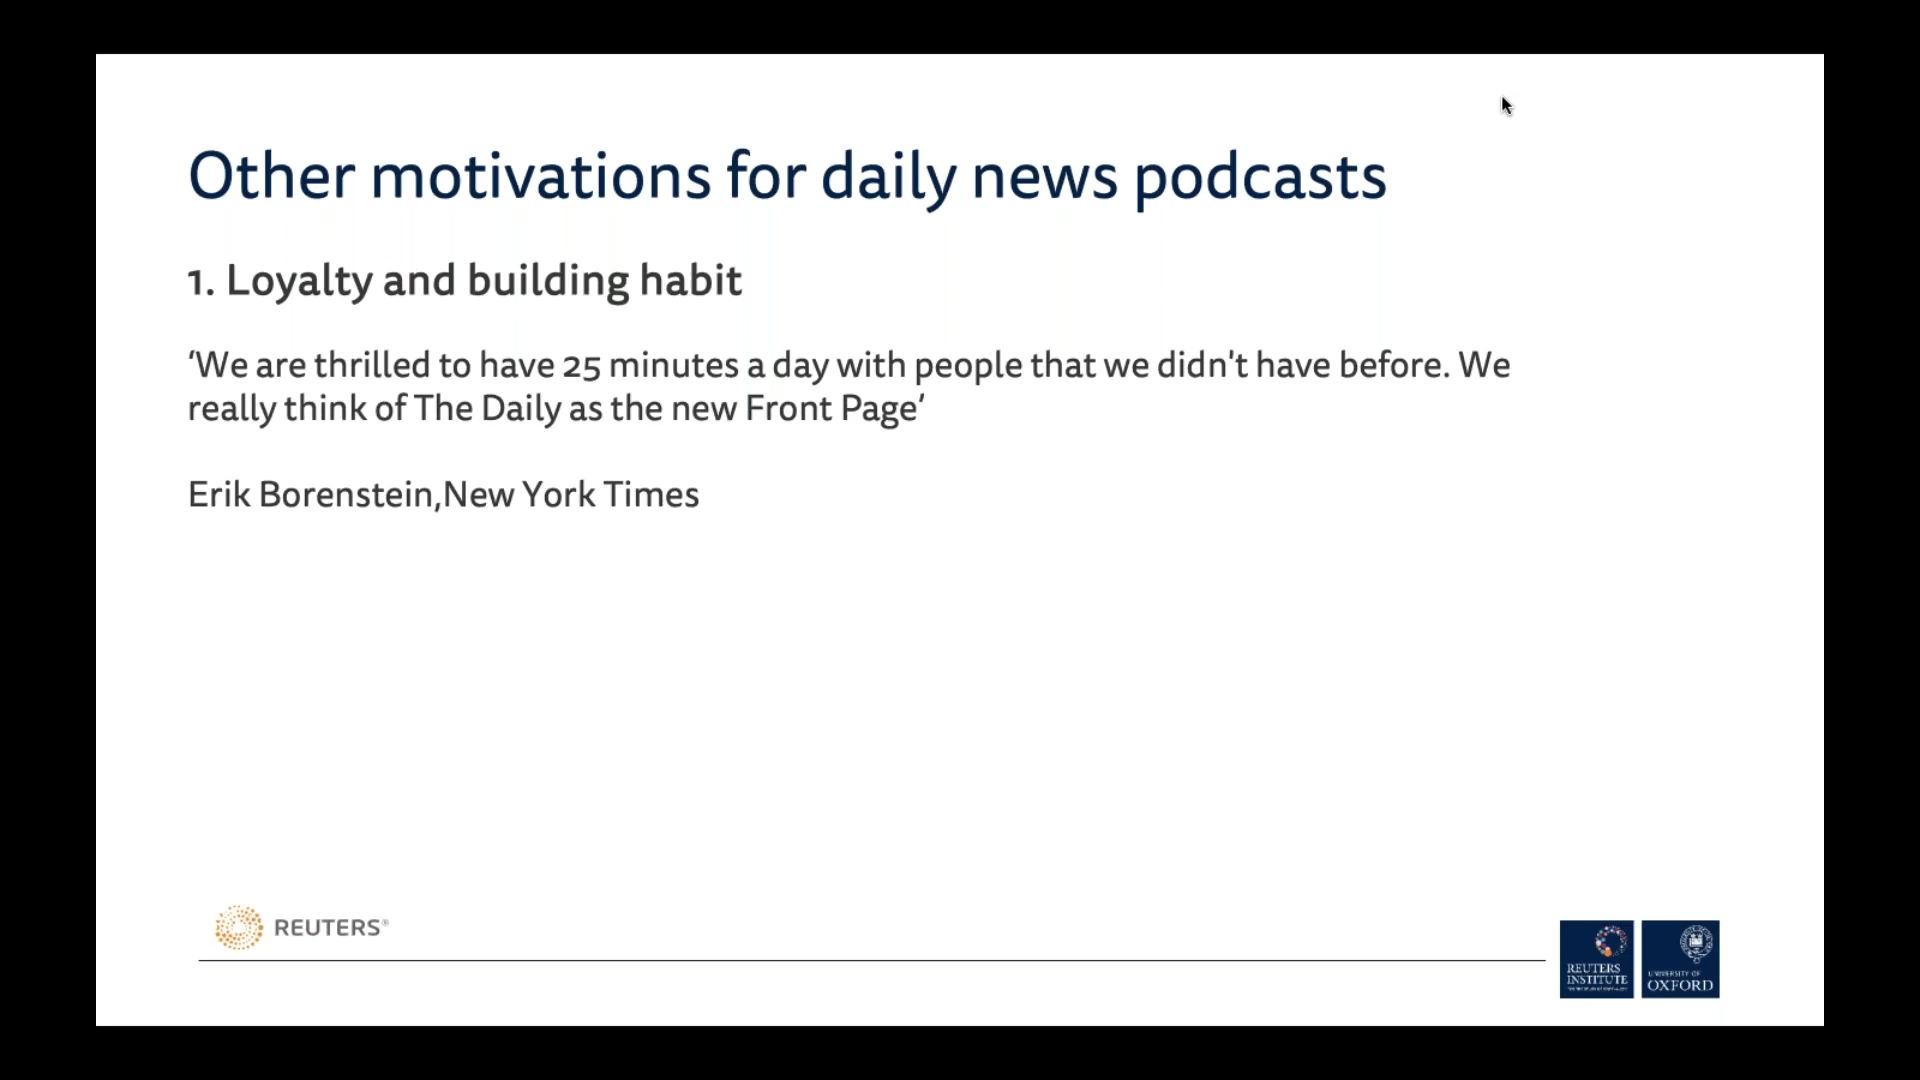 Other motivations for daily news podcasts
1. Loyalty and building habit
‘We are thrilled to have 25 minutes a day with people that we didn't have before. We
really think of The Daily as the new Front Page’
Erik Borenstein,New York Times
REUTERS®
REUTERS
INSTITUTE
UNIVERSITY OF
OXFORD